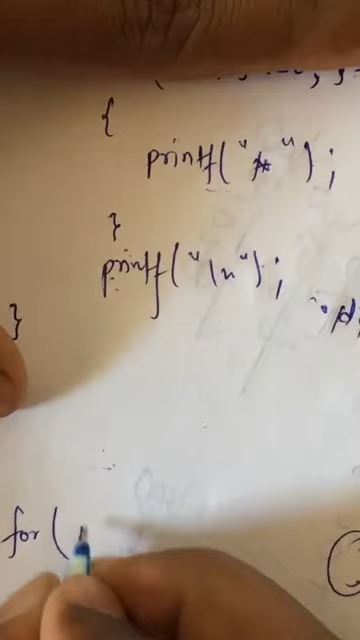 {
printf("*");
}
printf("\n");
}
for(